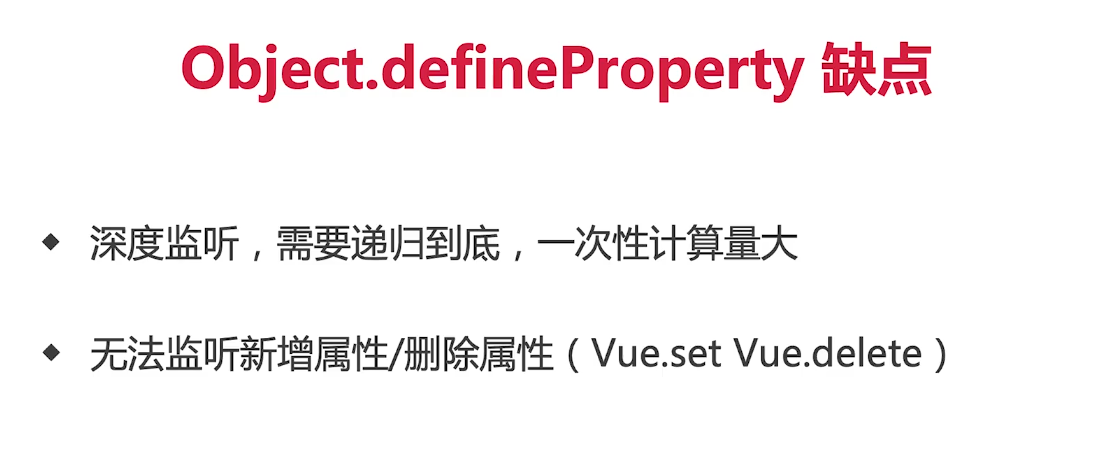 Object.defineProperty 缺点
◆ 深度监听，需要递归到底，一次性计算量大
◆ 无法监听新增属性/删除属性（Vue.set Vue.delete）